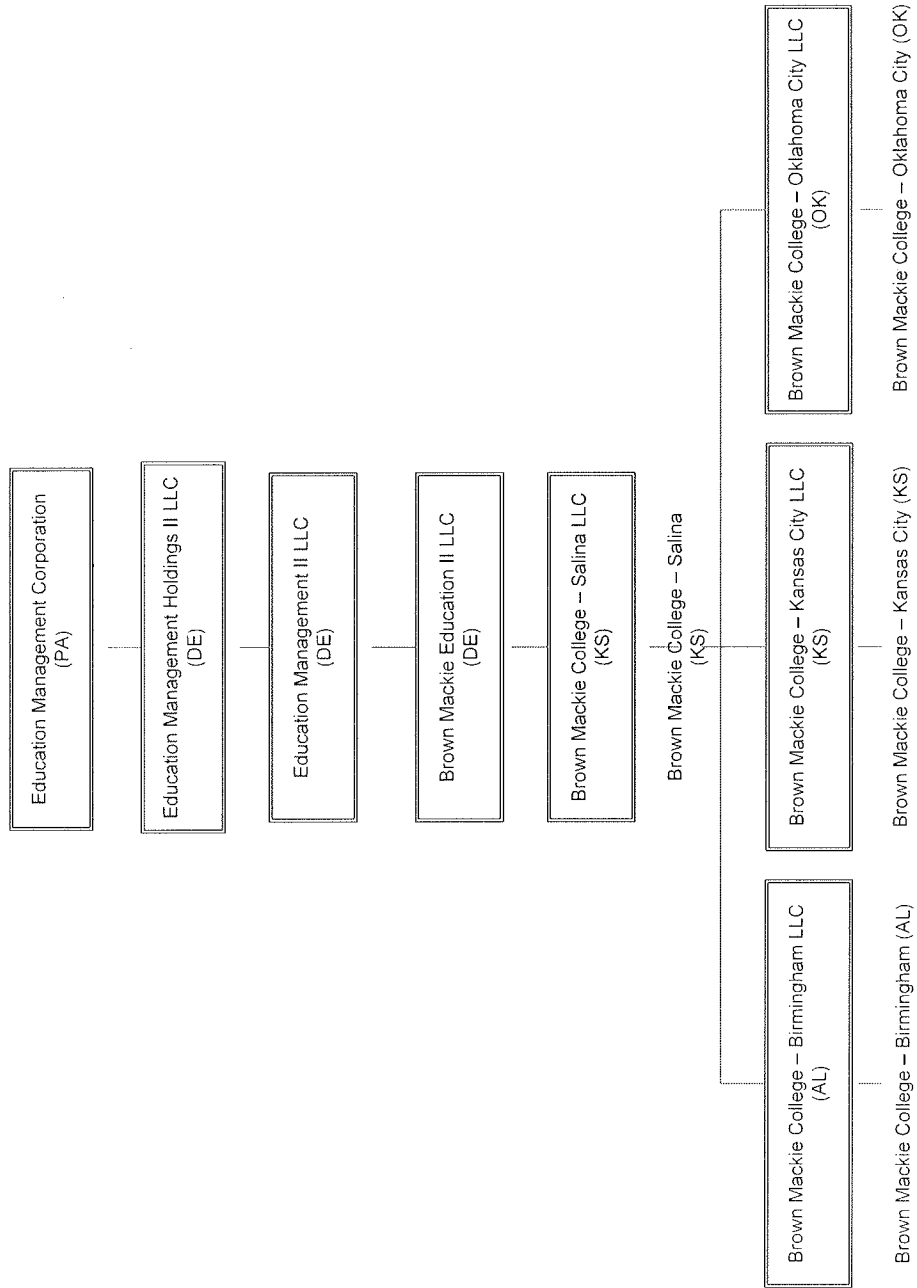 Education Management Corporation
(PA)
Education Management Holdings II LLC
(DE)
Education Management II LLC
(DE)
Brown Mackie Education II LLC
(DE)
Brown Mackie College – Salina LLC
(KS)
Brown Mackie College – Salina
(KS)
Brown Mackie College – Birmingham LLC
(AL)
Brown Mackie College – Kansas City LLC
(KS)
Brown Mackie College – Oklahoma City LLC
(OK)
Brown Mackie College – Birmingham (AL)
Brown Mackie College – Kansas City (KS)
Brown Mackie College – Oklahoma City (OK)